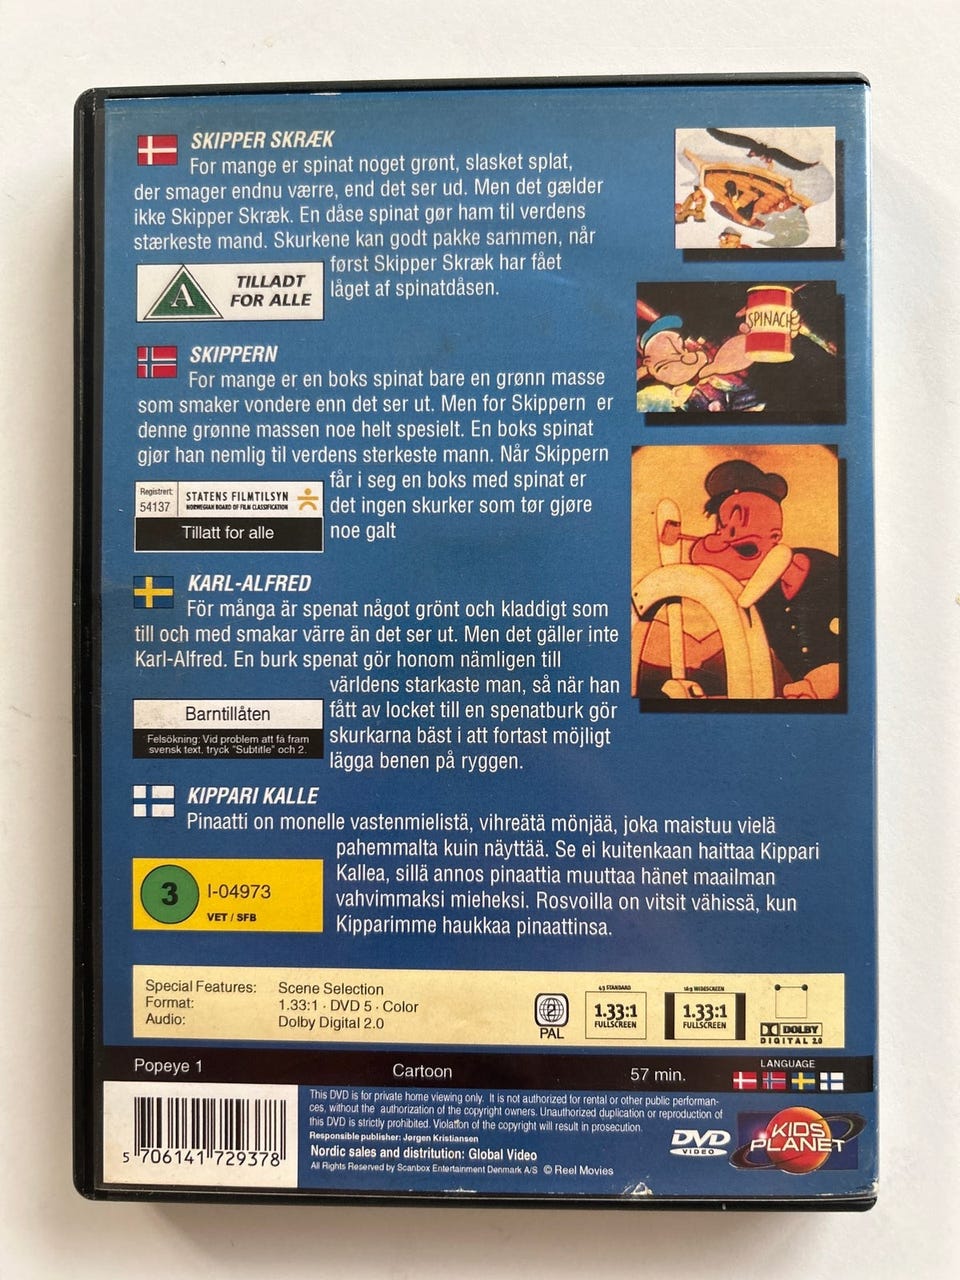 SKIPPER SKRÆK
For mange er spinat noget grønt, slasket splat,
der smager endnu værre, end det ser ud. Men det gælder
ikke Skipper Skræk. En dåse spinat gør ham til verdens
stærkeste mand. Skurkene kan godt pakke sammen, når
først Skipper Skræk har fået
låget af spinatdåsen.
A
TILLADT
FOR ALLE
SPINACH
SKIPPERN
For mange er en boks spinat bare en grønn masse
som smaker vondere enn det ser ut. Men for Skippern er
denne grønne massen noe helt spesielt. En boks spinat
gjør han nemlig til verdens sterkeste mann. Når Skippern
får i seg en boks med spinat er
det ingen skurker som tør gjøre
noe galt
Registrert:
54137
STATENS FILMTILSYN
NORWEGIAN BOARD OF FILM CLASSIFICATION
Tillatt for alle
KARL-ALFRED
För många är spenat något grönt och kladdigt som
till och med smakar värre än det ser ut. Men det gäller inte
Karl-Alfred. En burk spenat gör honom nämligen till
världens starkaste man, så när han
fått av locket till en spenatburk gör
skurkarna bäst i att fortast möjligt
lägga benen på ryggen.
Barntillåten
Felsökning: Vid problem att få fram
svensk text, tryck "Subtitle" och 2.
KIPPARI KALLE
Pinaatti on monelle vastenmielistä, vihreätä mönjää, joka maistuu vielä
pahemmalta kuin näyttää. Se ei kuitenkaan haittaa Kippari
Kallea, sillä annos pinaattia muuttaa hänet maailman
vahvimmaksi mieheksi. Rosvoilla on vitsit vähissä, kun
Kipparimme haukkaa pinaattinsa.
3
I-04973
VET / SFB
Special Features: Scene Selection
Format: 1.33:1 · DVD 5 · Color
Audio: Dolby Digital 2.0
2
PAL
4:3 STANDARD
1.33:1
FULLSCREEN
16:9 WIDESCREEN
1.33:1
FULLSCREEN
DOLBY
DIGITAL 2.0
Popeye 1
Cartoon
57 min.
LANGUAGE
5 706141 729378
This DVD is for private home viewing only. It is not authorized for rental or other public performan-
ces, without the authorization of the copyright owners. Unauthorized duplication or reproduction of
this DVD is strictly prohibited. Violation of the copyright will result in prosecution.
Responsible publisher: Jørgen Kristiansen
Nordic sales and distritution: Global Video
All Rights Reserved by Scanbox Entertainment Denmark A/S © Reel Movies
DVD
VIDEO
KIDS
PLANET